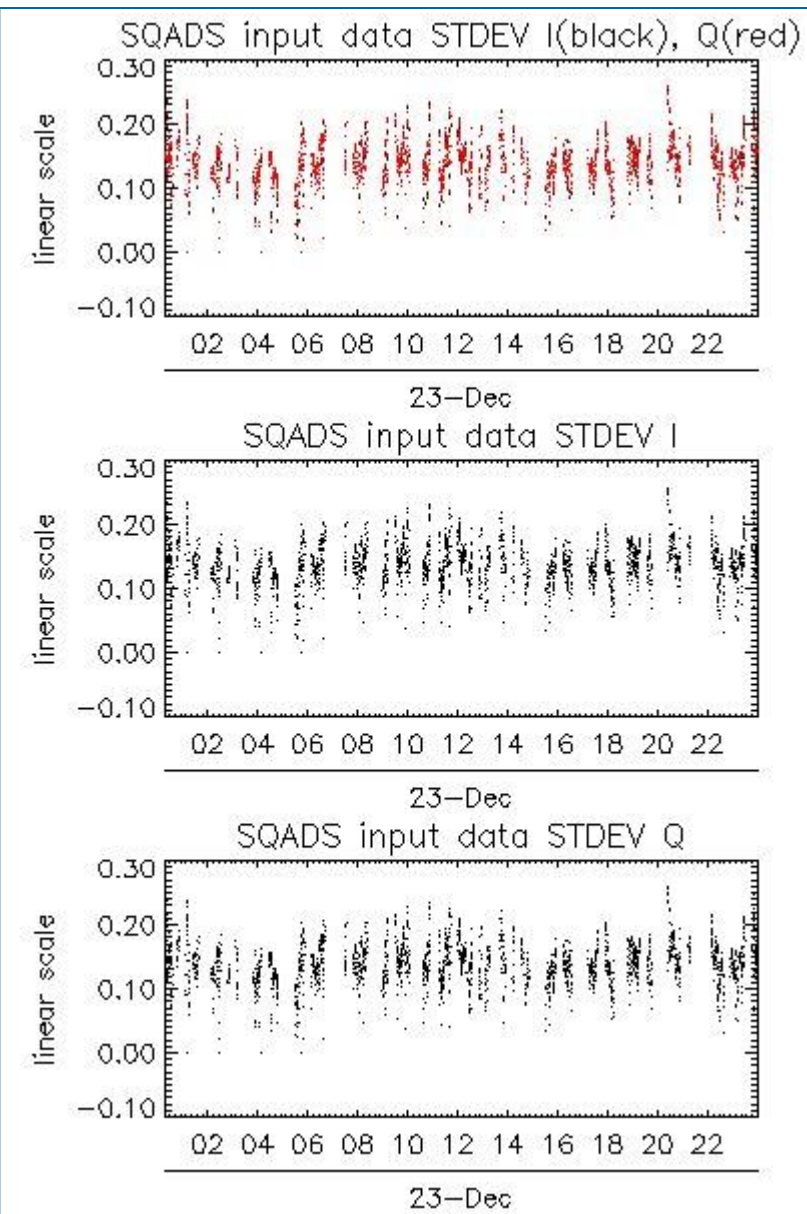 SQADS input data STDEV I(black), Q(red)
0.30
0.20
0.10
0.00
-0.10
linear scale
02 04 06 08 10 12 14 16 18 20 22
23-Dec
SQADS input data STDEV I
0.30
0.20
0.10
0.00
-0.10
linear scale
02 04 06 08 10 12 14 16 18 20 22
23-Dec
SQADS input data STDEV Q
0.30
0.20
0.10
0.00
-0.10
linear scale
02 04 06 08 10 12 14 16 18 20 22
23-Dec